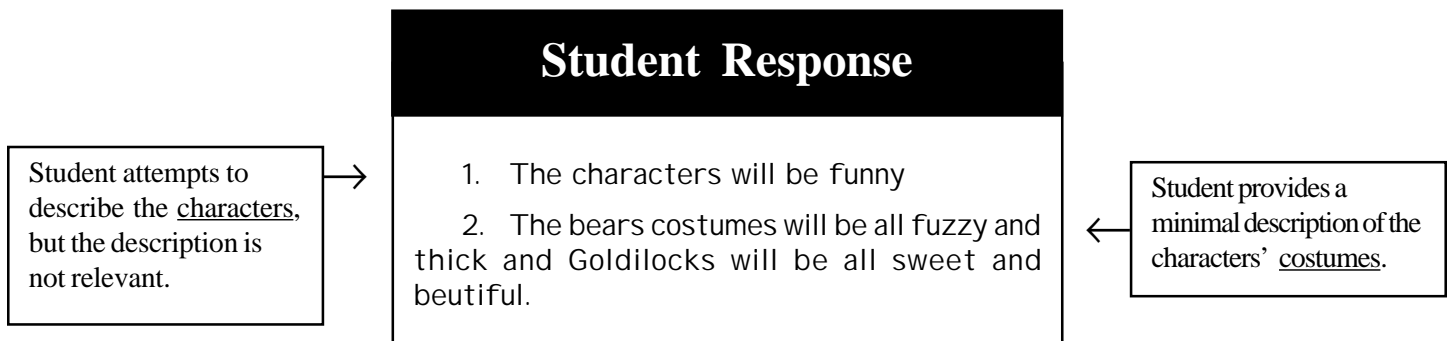 Student Response
Student attempts to
describe the characters,
but the description is
not relevant.
1. The characters will be funny
2. The bears costumes will be all fuzzy and
thick and Goldilocks will be all sweet and
beutiful.
Student provides a
minimal description of the
characters’ costumes.